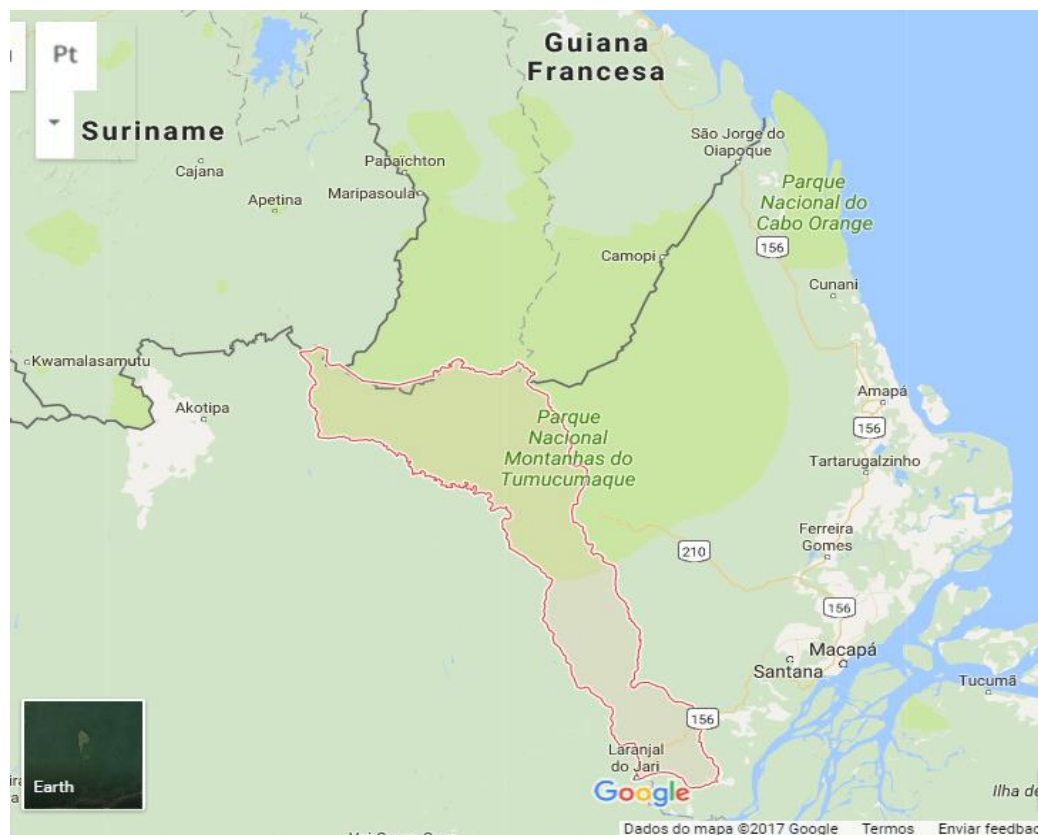 Pt
Guiana
Francesa
Suriname
São Jorge do
Oiapoque
Papaïchton
Cajana
Maripasoula
Apetina
Parque
Nacional do
Cabo Orange
156
Camopi
Cunani
Kwamalasamutu
Akotipa
Amapá
Parque
Nacional
Montanhas do
Tumucumaque
156
Tartarugalzinho
Ferreira
Gomes
210
156
Macapá
Santana
Tucumã
156
Laranjal
do Jari
Google
Earth
Ilha de
Dados do mapa ©2017 Google Termos Enviar feedbac